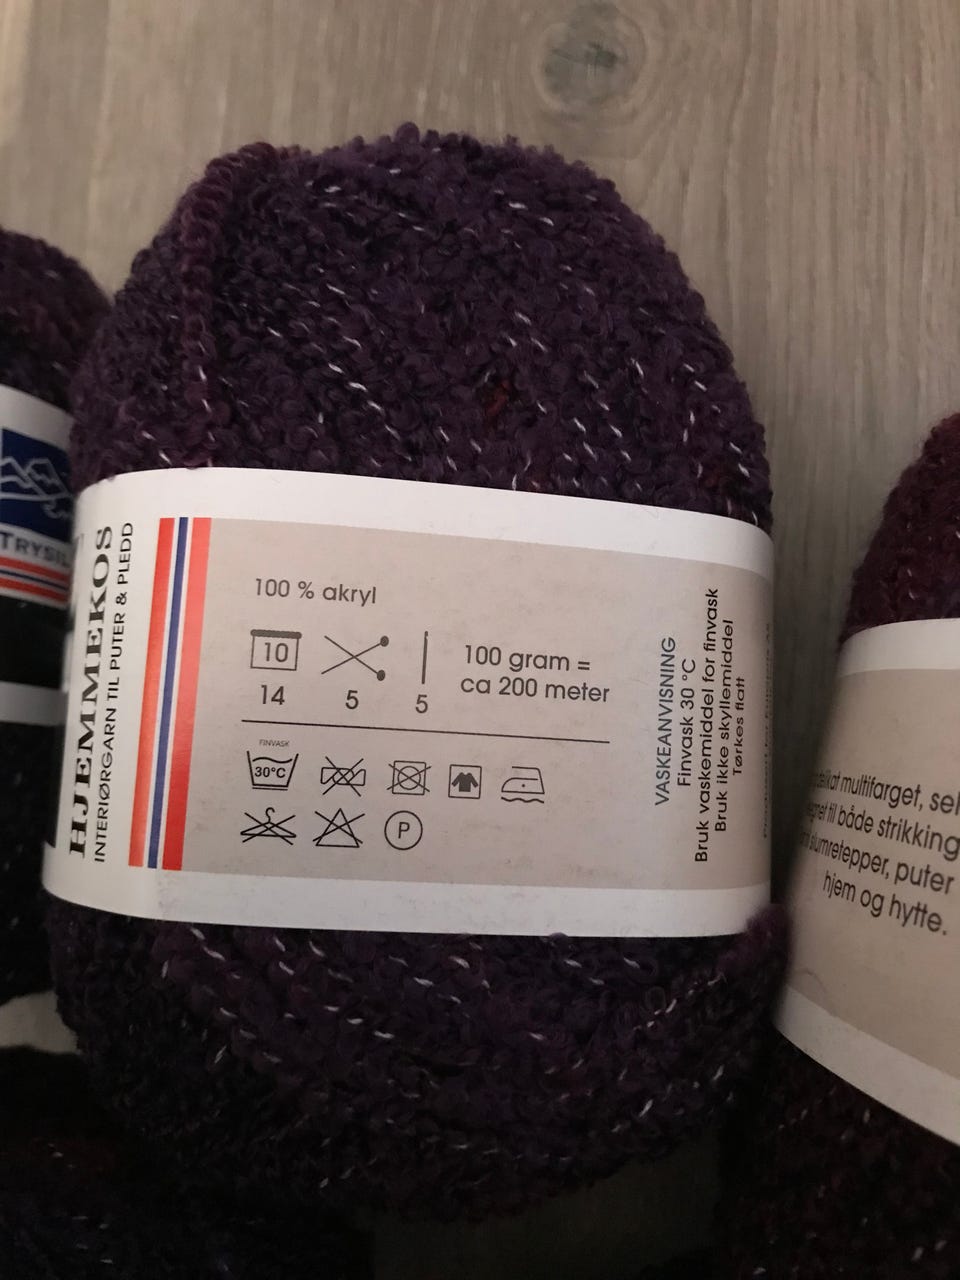 TRYSIL
HJEMMEKOS
INTERIØRGARN TIL PUTER & PLEDD
100 % akryl
10
14
5
5
100 gram =
ca 200 meter
FINVASK
30°C
P
VASKEANVISNING
Finvask 30 °C
Bruk vaskemiddel for finvask
Bruk ikke skyllemiddel
Tørkes flatt
multifarget, sel
til både strikking
slumretepper, puter
hjem og hytte.